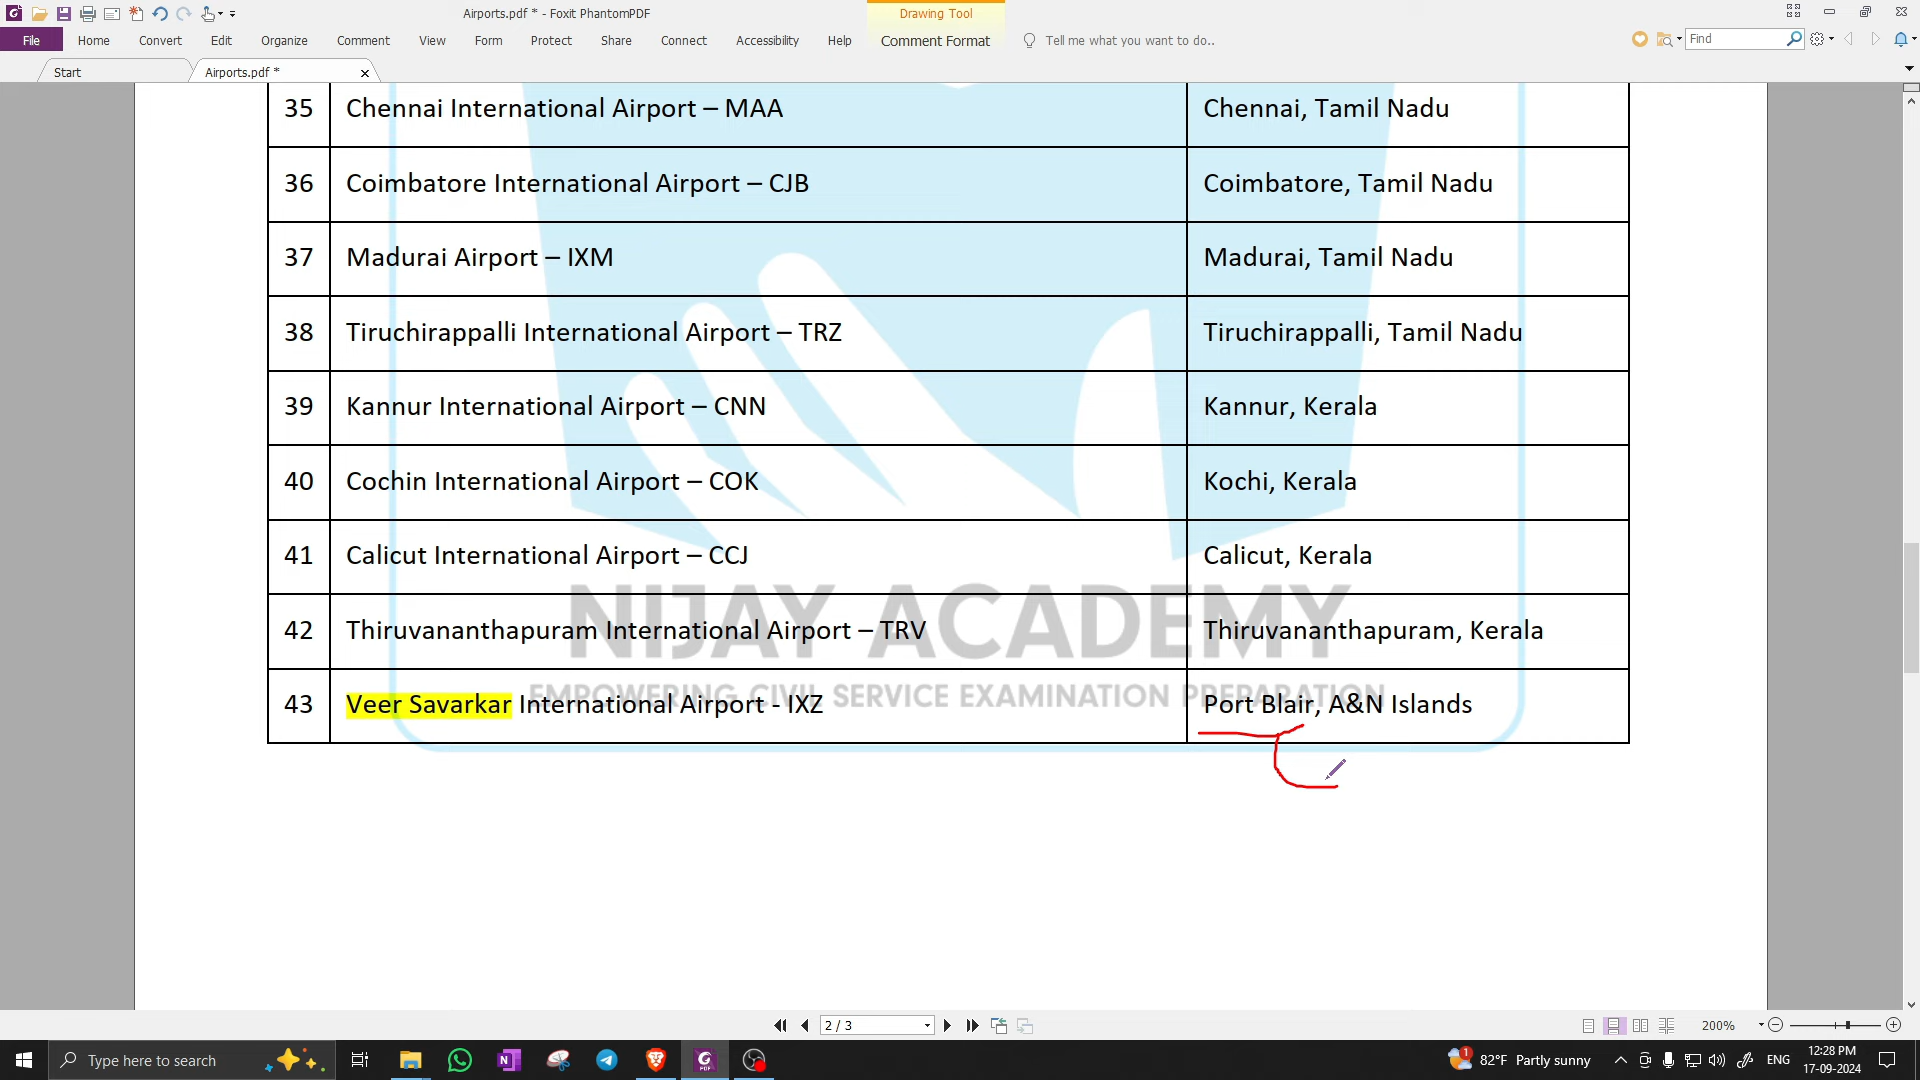 Airports.pdf * - Foxit PhantomPDF
Drawing Tool
File Home Convert Edit Organize Comment View Form Protect Share Connect Accessibility Help Comment Format Tell me what you want to do.. Find
Start Airports.pdf *
35 Chennai International Airport – MAA Chennai, Tamil Nadu
36 Coimbatore International Airport – CJB Coimbatore, Tamil Nadu
37 Madurai Airport – IXM Madurai, Tamil Nadu
38 Tiruchirappalli International Airport – TRZ Tiruchirappalli, Tamil Nadu
39 Kannur International Airport – CNN Kannur, Kerala
40 Cochin International Airport – COK Kochi, Kerala
41 Calicut International Airport – CCJ Calicut, Kerala
NIJAY ACADEMY
42 Thiruvananthapuram International Airport – TRV Thiruvananthapuram, Kerala
EMPOWERING CIVIL SERVICE EXAMINATION PREPARATION
43 Veer Savarkar International Airport - IXZ Port Blair, A&N Islands
2 / 3 200%
Type here to search 1 82°F Partly sunny ENG 12:28 PM
17-09-2024